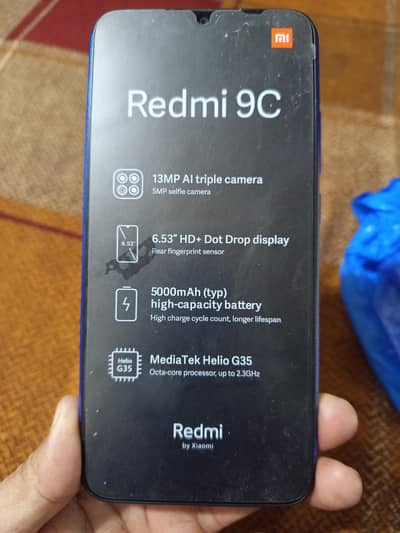 mi
Redmi 9C
13MP AI triple camera
5MP selfie camera
6.53"
6.53" HD+ Dot Drop display
Rear fingerprint sensor
5000mAh (typ)
high-capacity battery
High charge cycle count, longer lifespan
Helio
G35
MediaTek Helio G35
Octa-core processor, up to 2.3GHz
Redmi
by Xiaomi